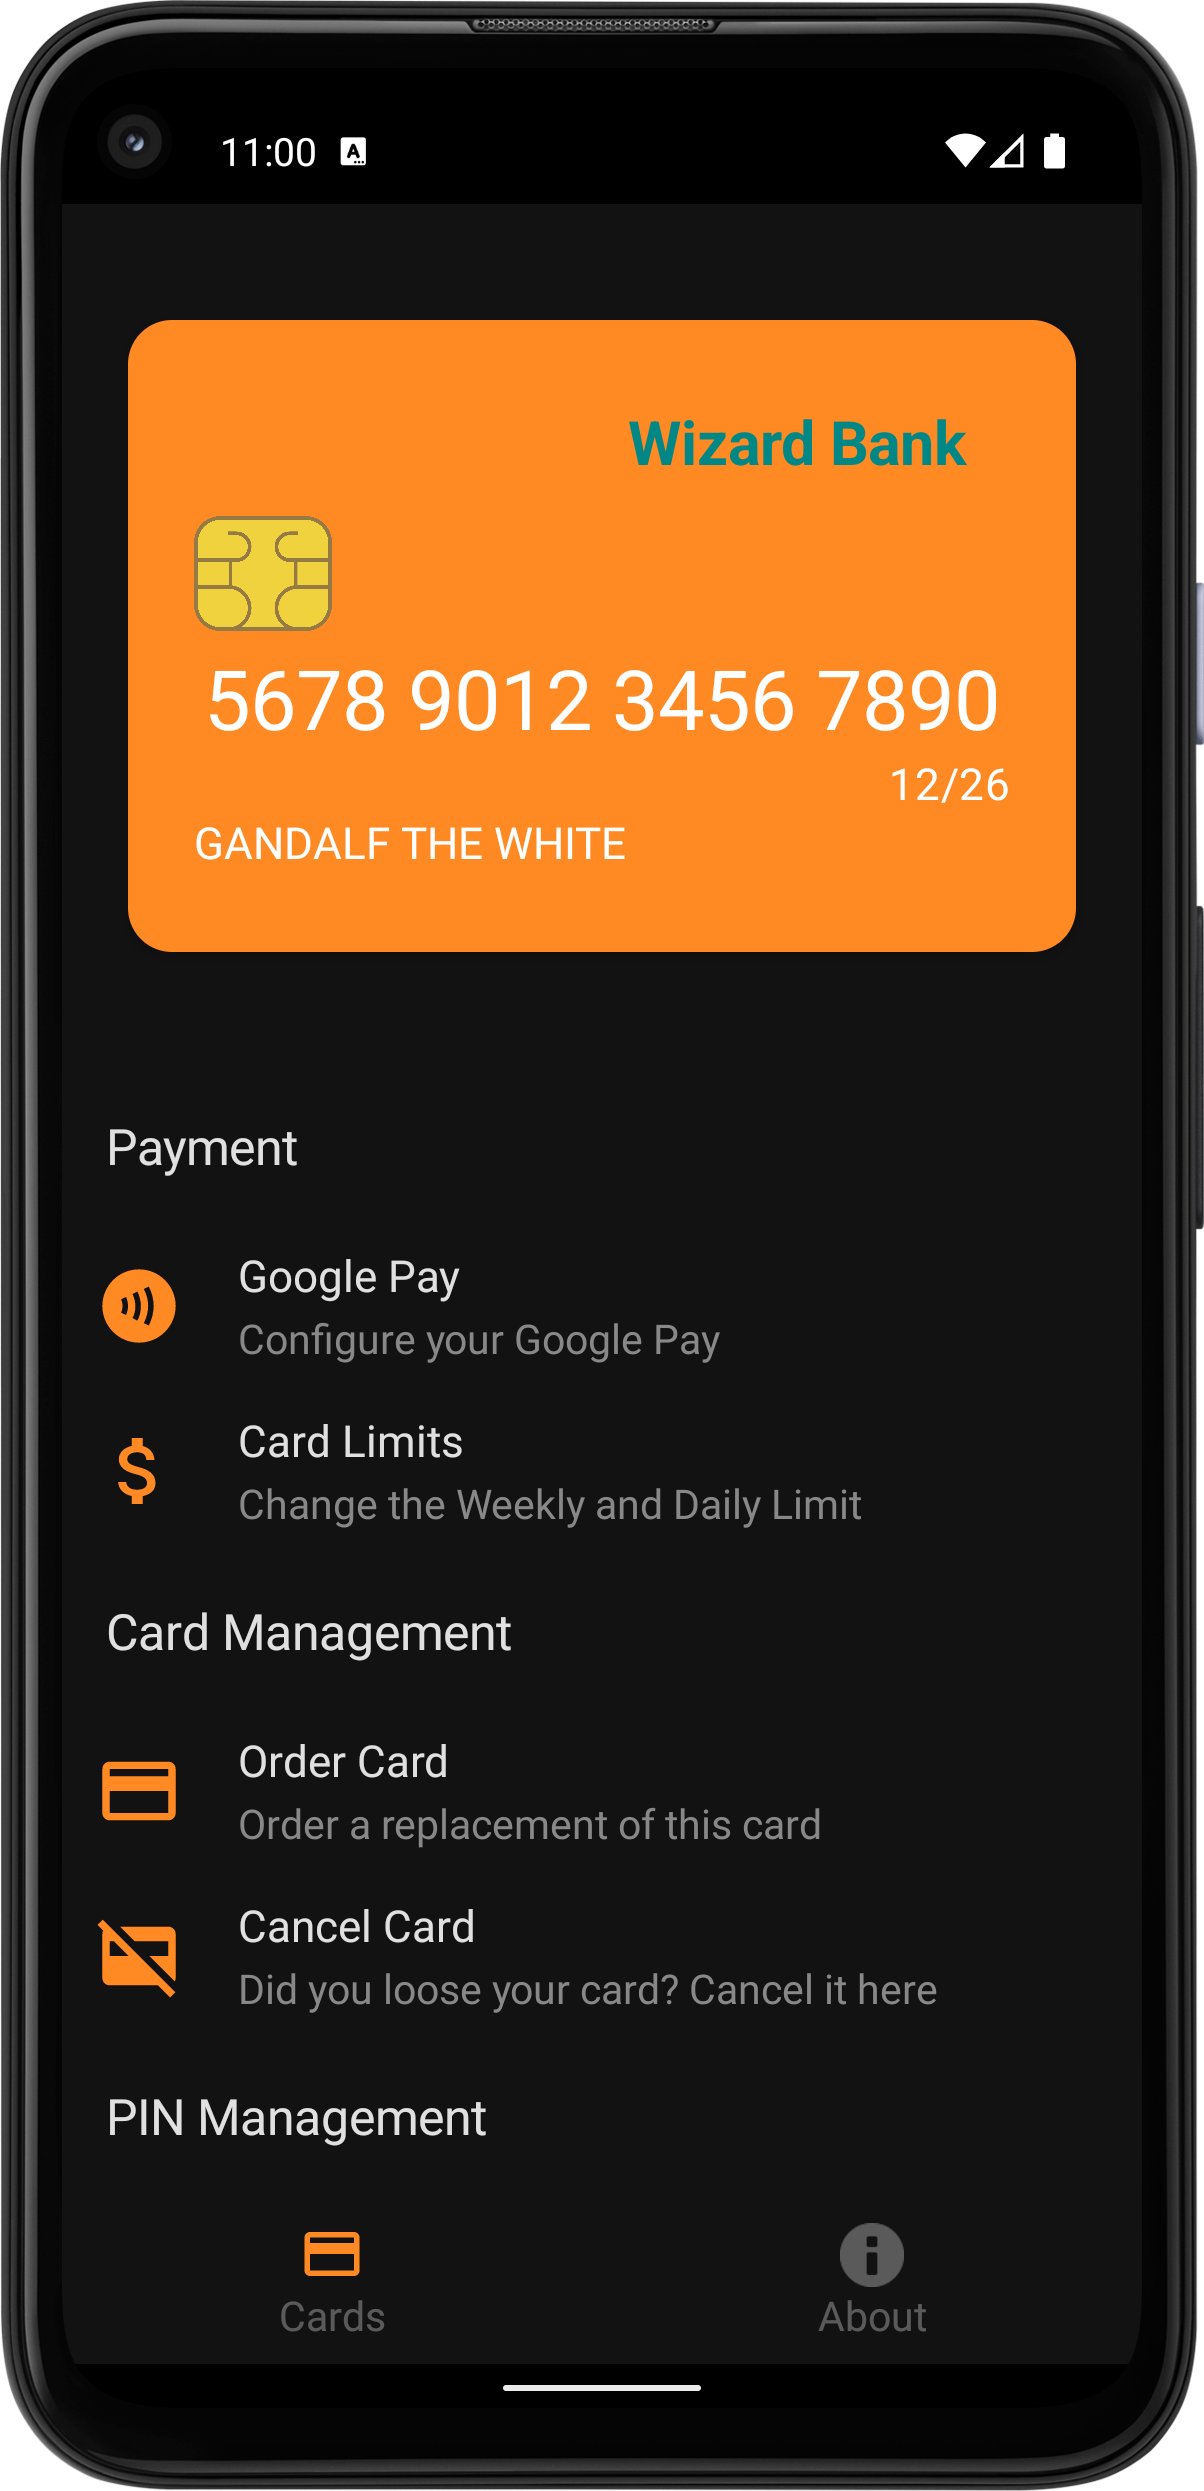 11:00
Wizard Bank
5678 9012 3456 7890
12/26
GANDALF THE WHITE
Payment
Google Pay
Configure your Google Pay
Card Limits
Change the Weekly and Daily Limit
Card Management
Order Card
Order a replacement of this card
Cancel Card
Did you loose your card? Cancel it here
PIN Management
Cards
About